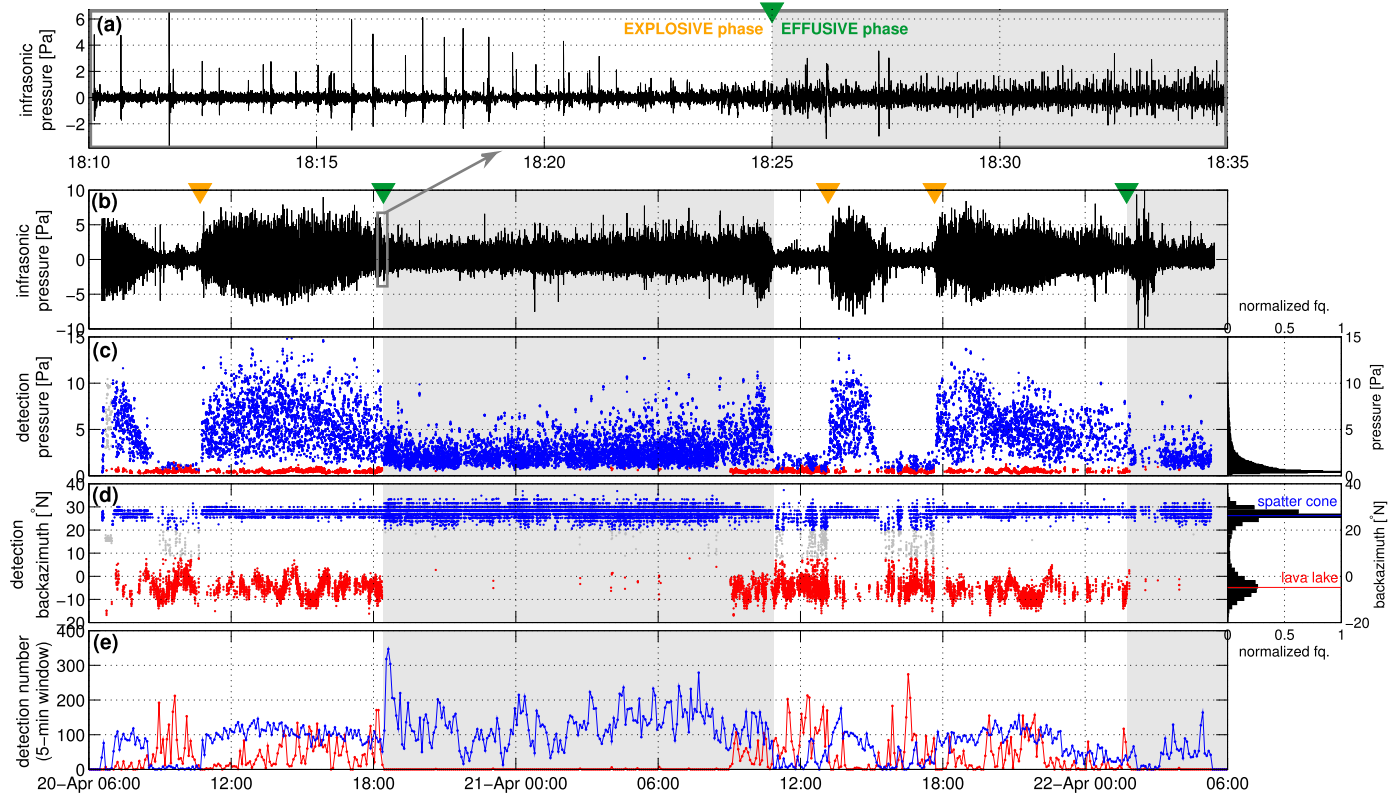 (a)
EXPLOSIVE phase EFFUSIVE phase
infrasonic
pressure [Pa]
6
4
2
0
−2
18:10 18:15 18:20 18:25 18:30 18:35
(b)
infrasonic
pressure [Pa]
10
5
0
−5
−10
normalized fq.
0 0.5 1
(c)
detection
pressure [Pa]
15
10
5
0
15
10
5
0
[Pa]
pressure
(d)
detection
backazimuth [°N]
40
30
20
10
0
−10
−20
spatter cone
lava lake
40
20
0
−20
backazimuth [°N]
0 0.5 1
normalized fq.
(e)
detection number
(5−min window)
400
300
200
100
0
20−Apr 06:00 12:00 18:00 21−Apr 00:00 06:00 12:00 18:00 22−Apr 00:00 06:00